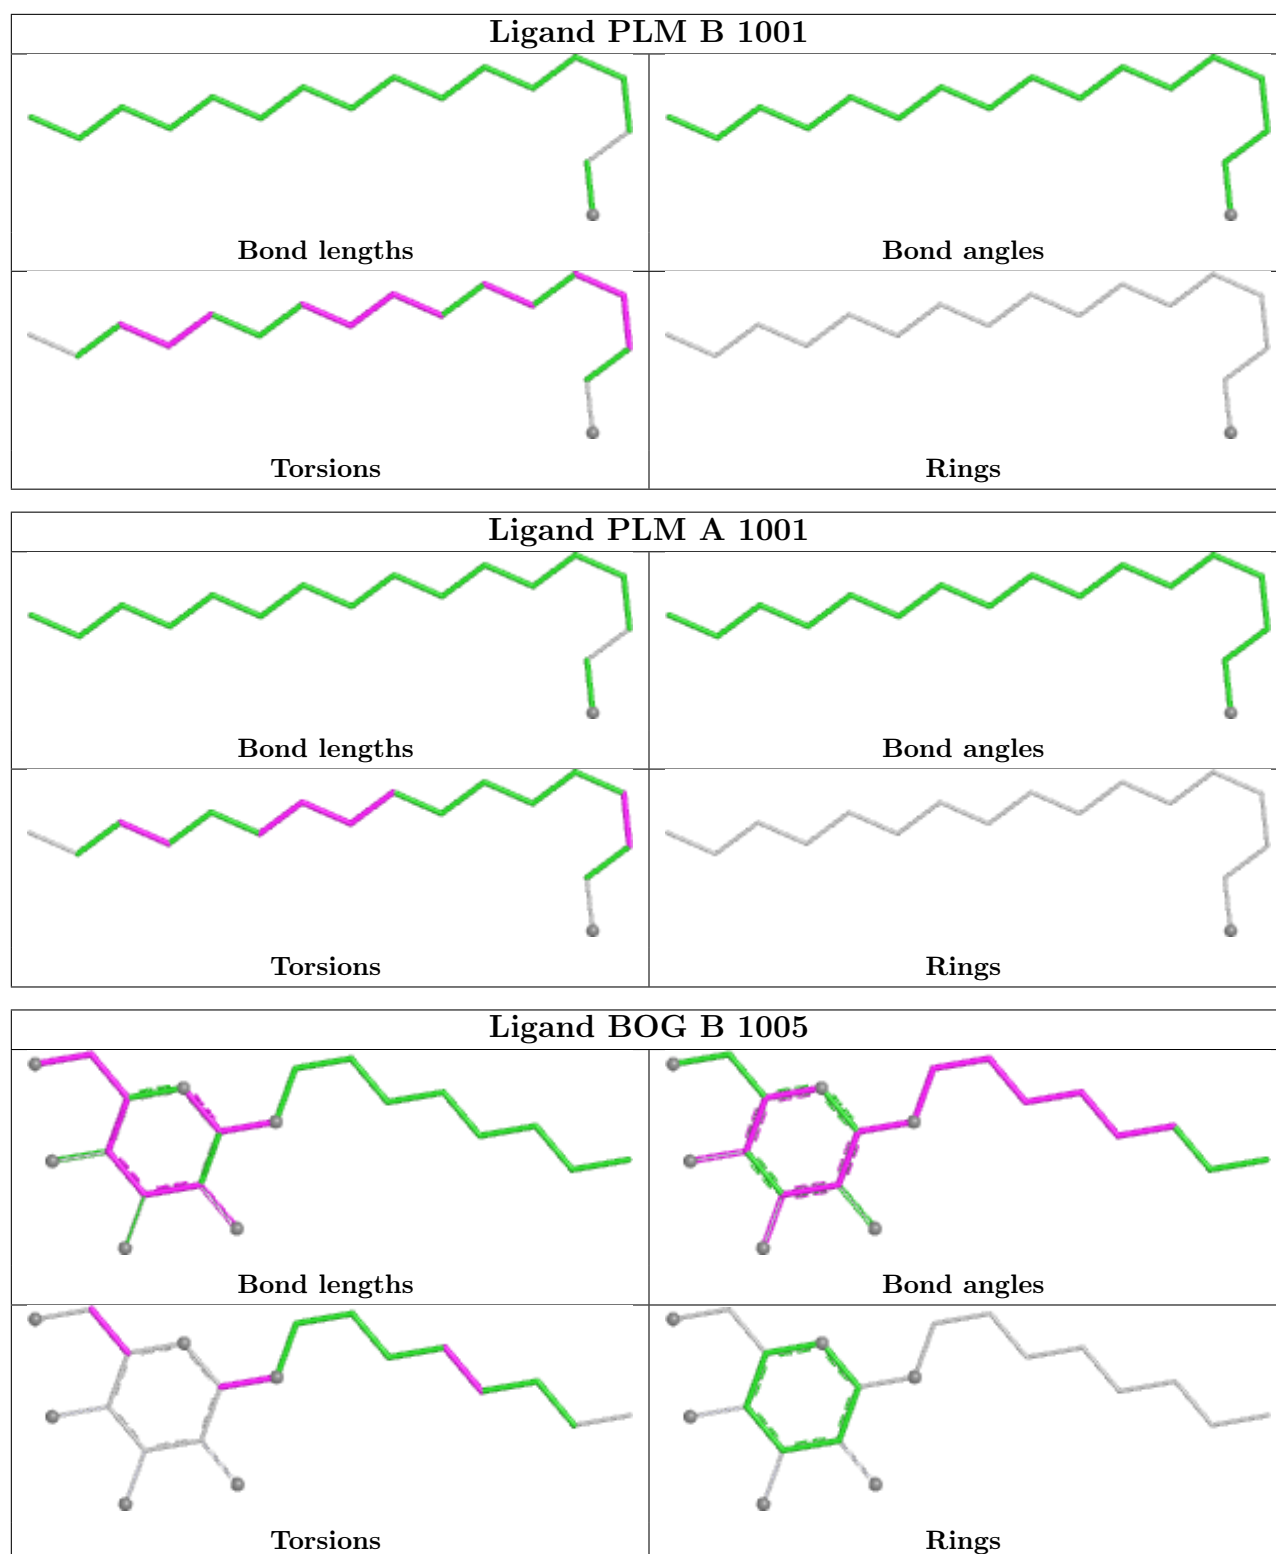 Ligand PLM B 1001
Bond lengths
Bond angles
Torsions
Rings
Ligand PLM A 1001
Bond lengths
Bond angles
Torsions
Rings
Ligand BOG B 1005
Bond lengths
Bond angles
Torsions
Rings